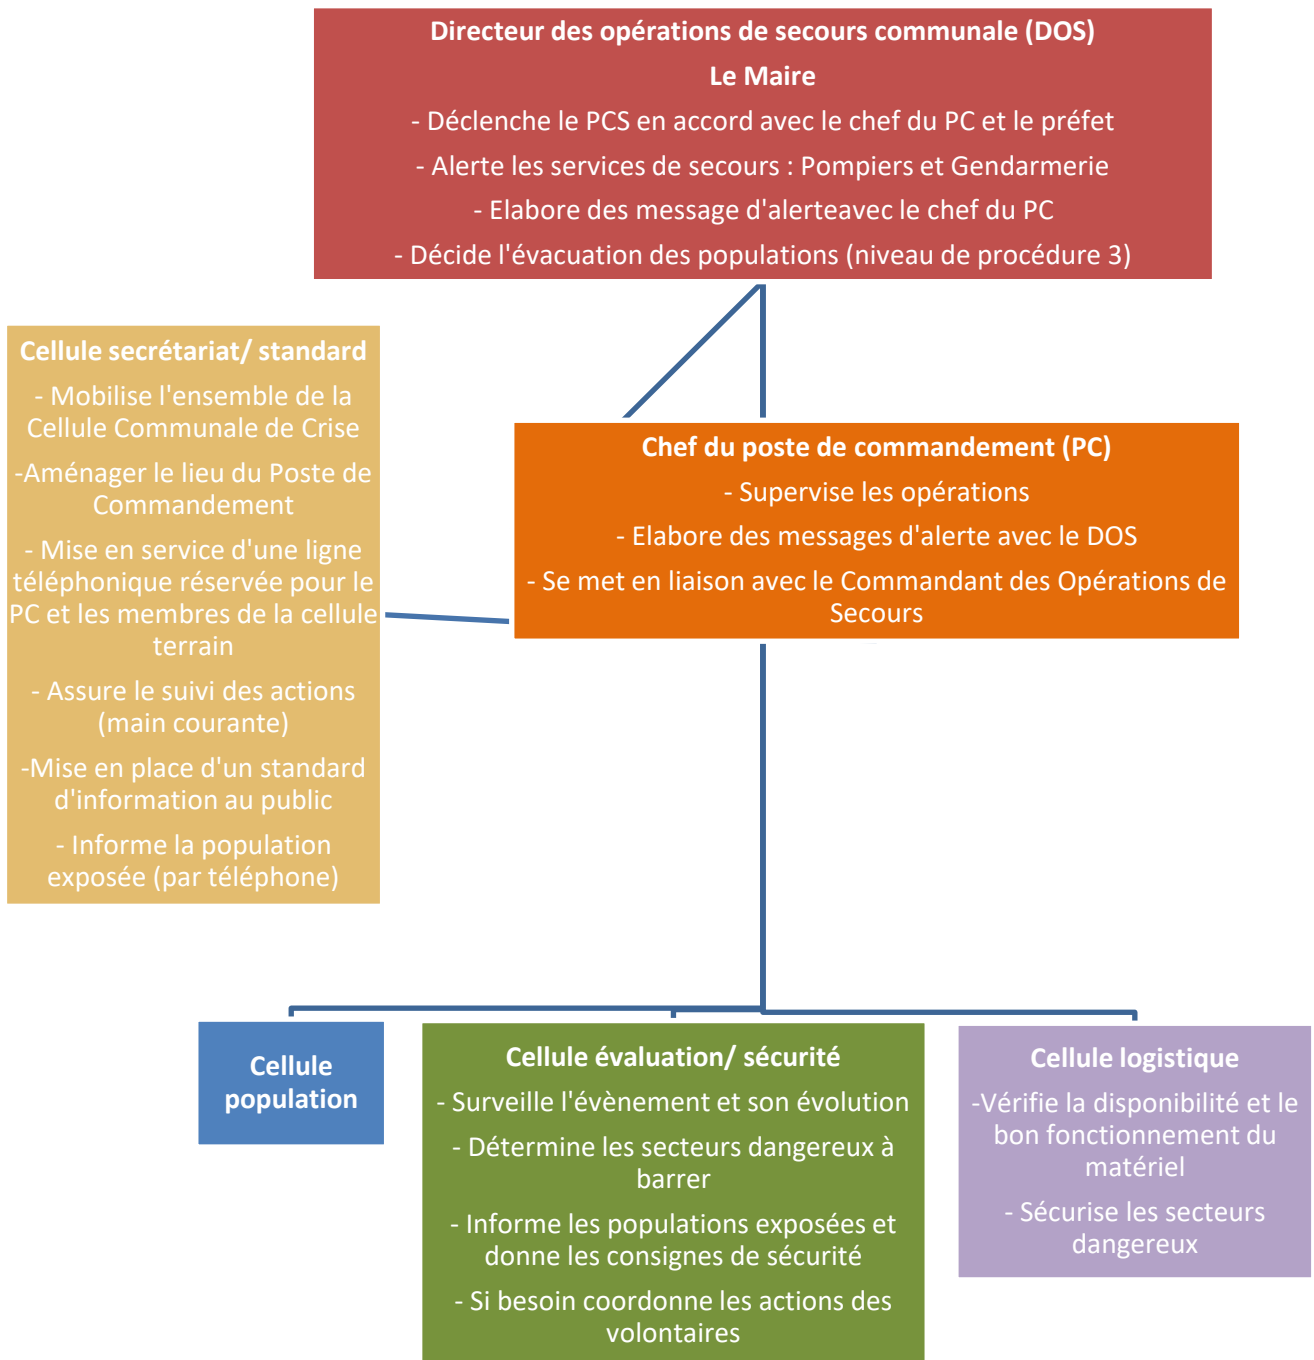 Directeur des opérations de secours communale (DOS)
Le Maire
- Déclenche le PCS en accord avec le chef du PC et le préfet
- Alerte les services de secours : Pompiers et Gendarmerie
- Elabore des message d'alerteavec le chef du PC
- Décide l'évacuation des populations (niveau de procédure 3)
Cellule secrétariat/ standard
- Mobilise l'ensemble de la
Cellule Communale de Crise
-Aménager le lieu du Poste de
Commandement
- Mise en service d'une ligne
téléphonique réservée pour le
PC et les membres de la cellule
terrain
- Assure le suivi des actions
(main courante)
-Mise en place d'un standard
d'information au public
- Informe la population
exposée (par téléphone)
Chef du poste de commandement (PC)
- Supervise les opérations
- Elabore des messages d'alerte avec le DOS
- Se met en liaison avec le Commandant des Opérations de
Secours
Cellule
population
Cellule évaluation/ sécurité
- Surveille l'évènement et son évolution
- Détermine les secteurs dangereux à
barrer
- Informe les populations exposées et
donne les consignes de sécurité
- Si besoin coordonne les actions des
volontaires
Cellule logistique
-Vérifie la disponibilité et le
bon fonctionnement du
matériel
- Sécurise les secteurs
dangereux